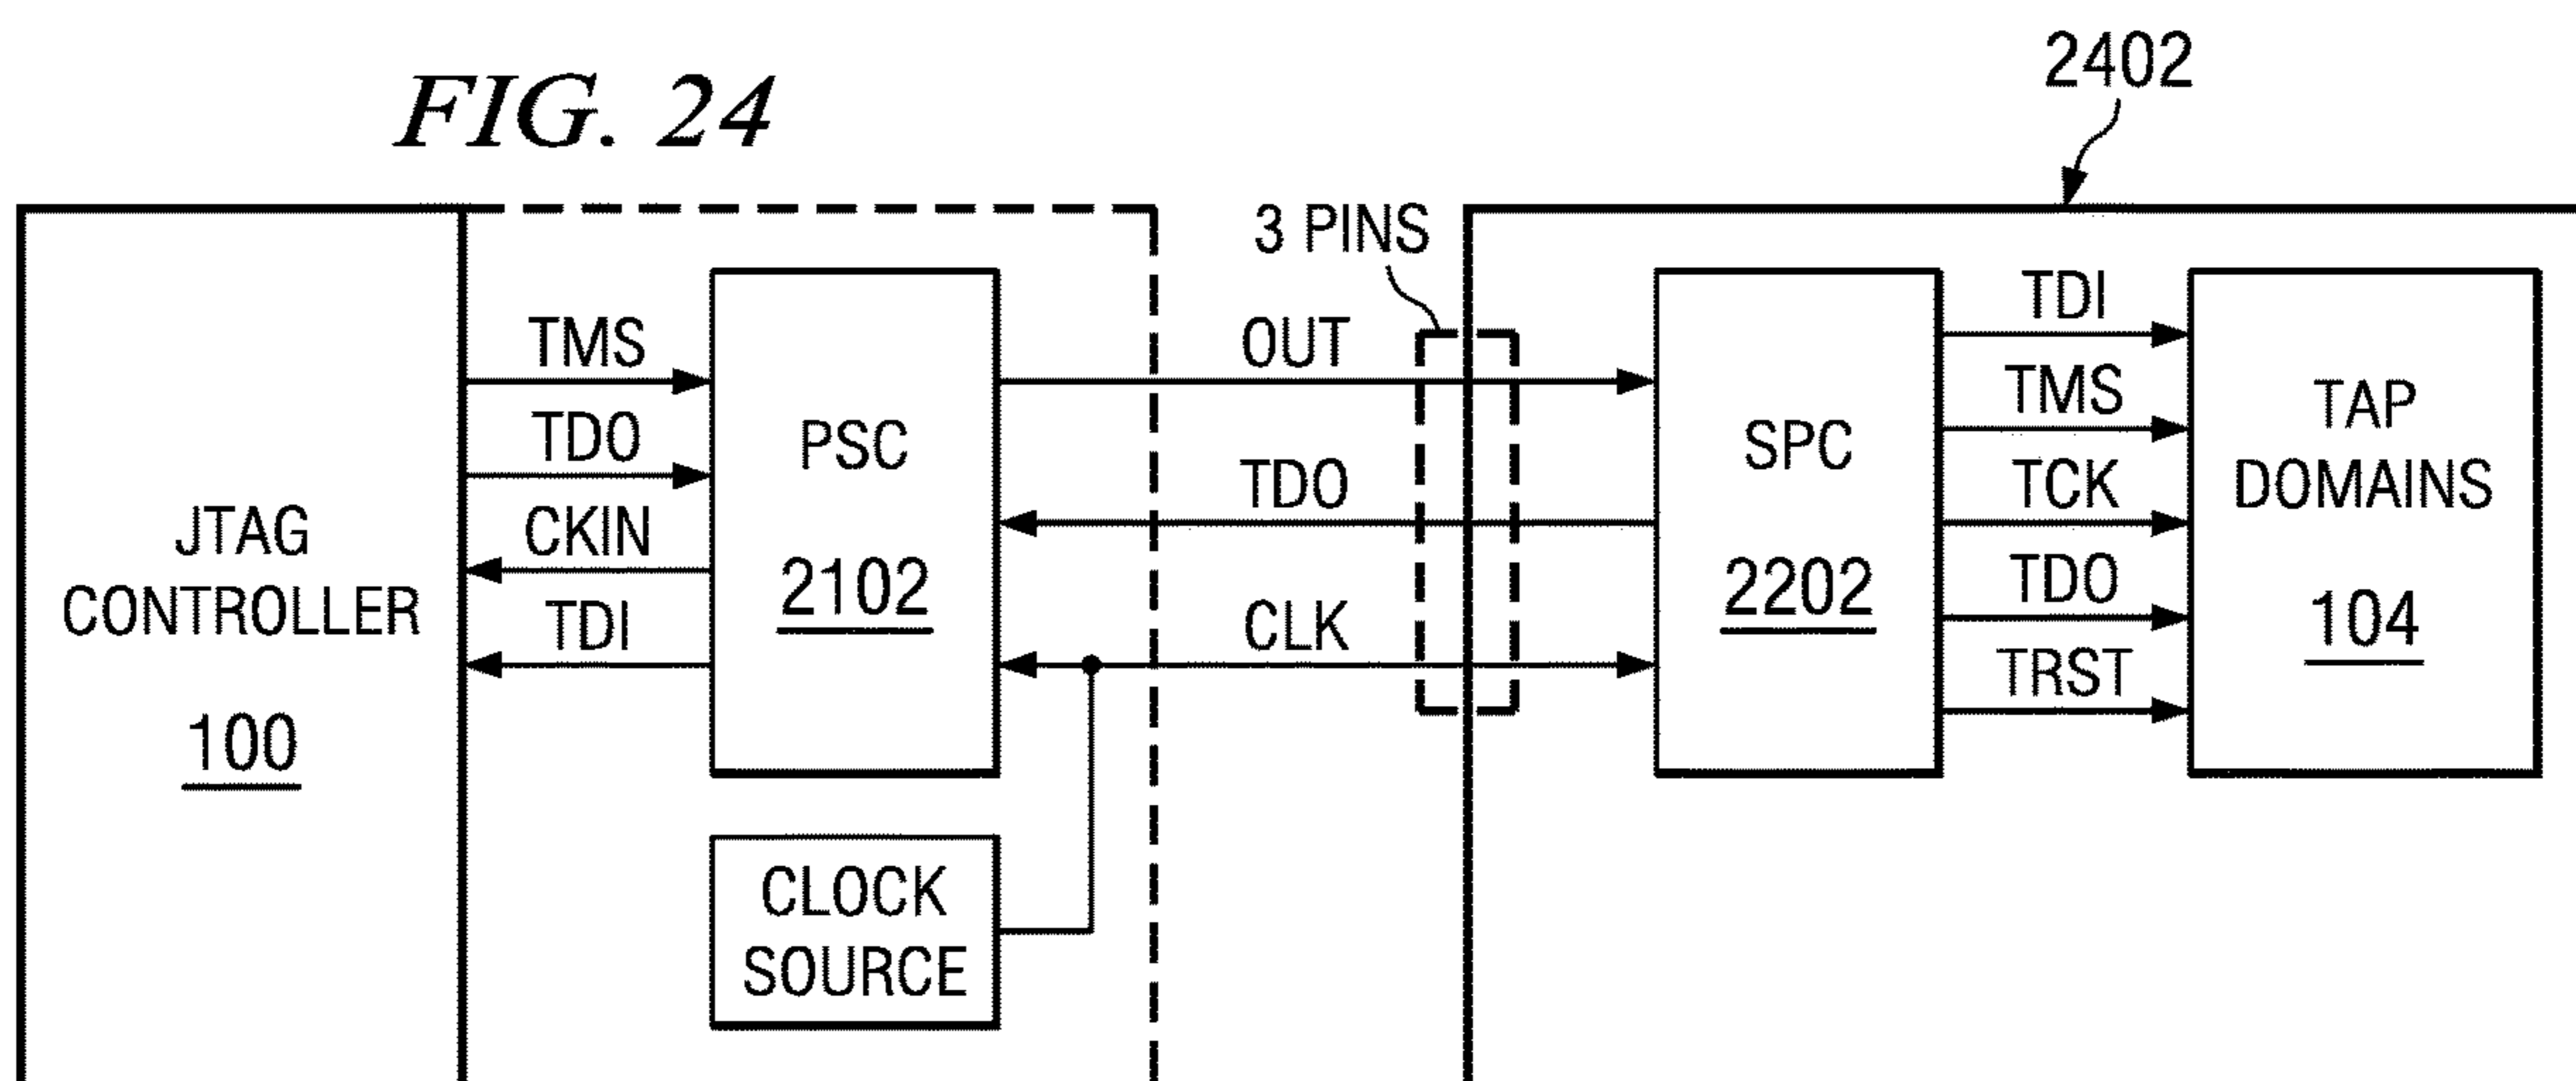 FIG. 24
2402
3 PINS
JTAG
CONTROLLER
100
TMS
TDO
CKIN
TDI
PSC
2102
CLOCK
SOURCE
OUT
TDO
CLK
SPC
2202
TDI
TMS
TCK
TDO
TRST
TAP
DOMAINS
104